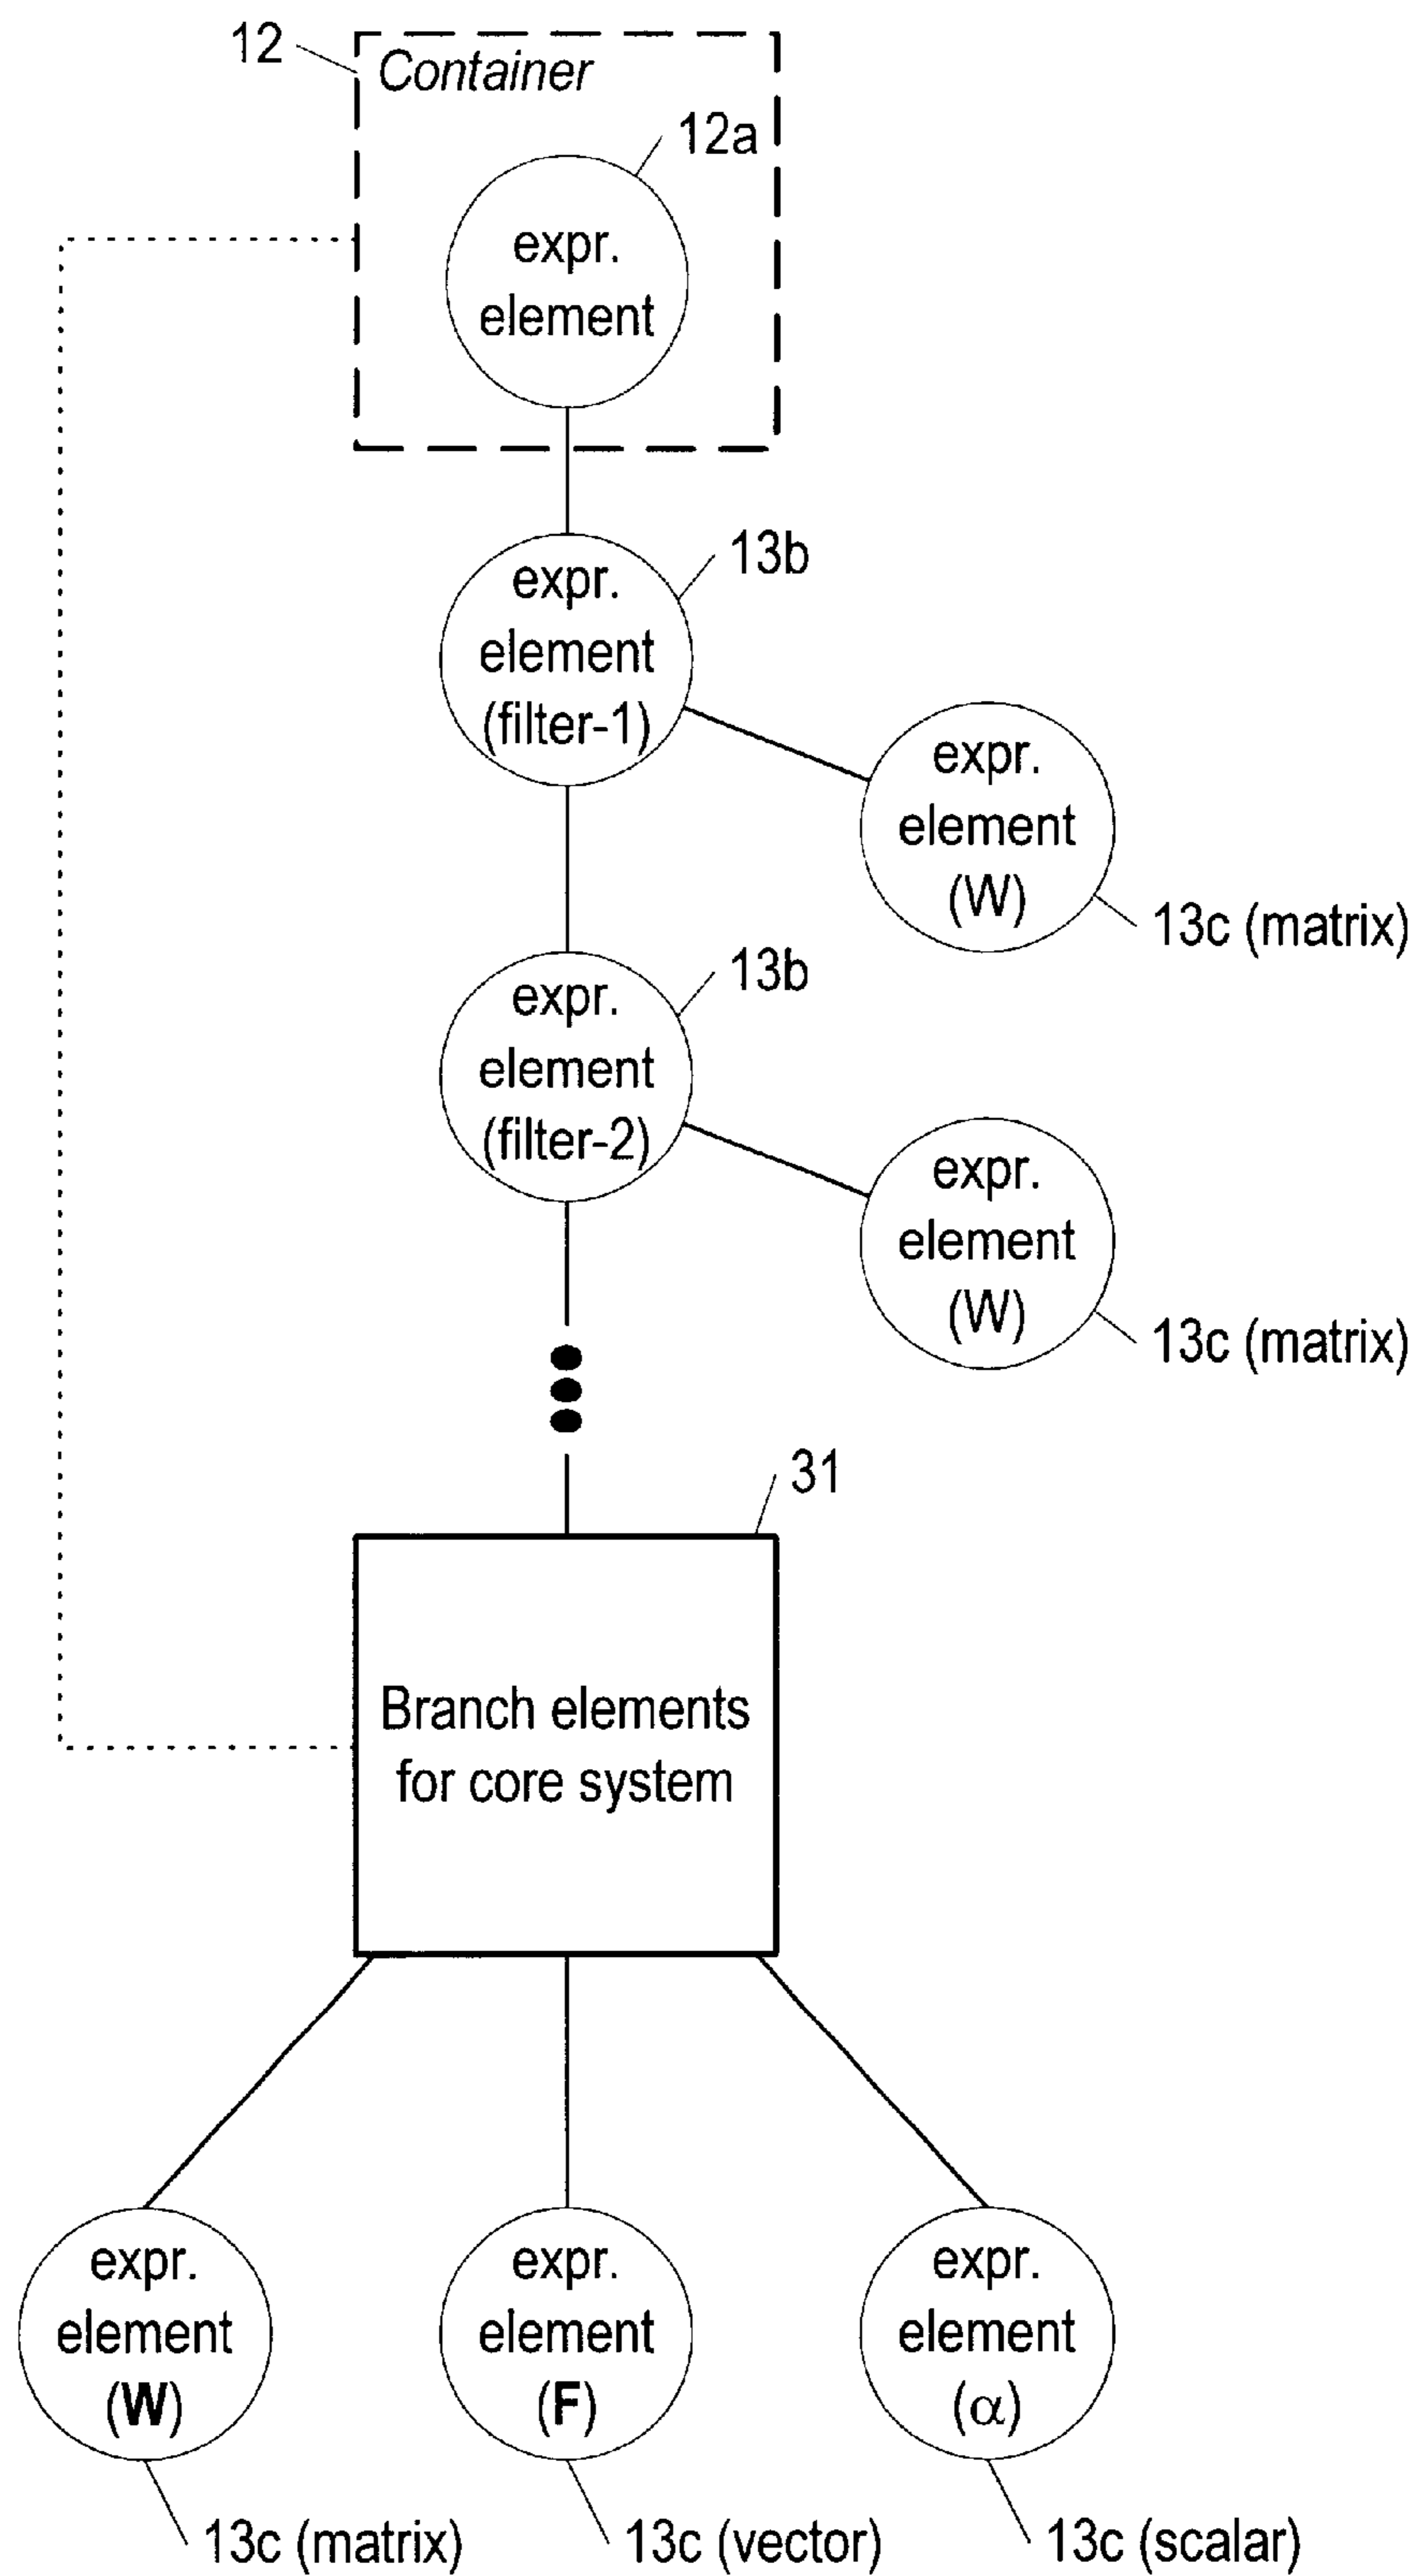 12
Container
12a
expr.
element
13b
expr.
element
(filter-1)
expr.
element
(W)
13c (matrix)
13b
expr.
element
(filter-2)
expr.
element
(W)
13c (matrix)
31
Branch elements
for core system
expr.
element
(W)
expr.
element
(F)
expr.
element
(α)
13c (matrix)
13c (vector)
13c (scalar)